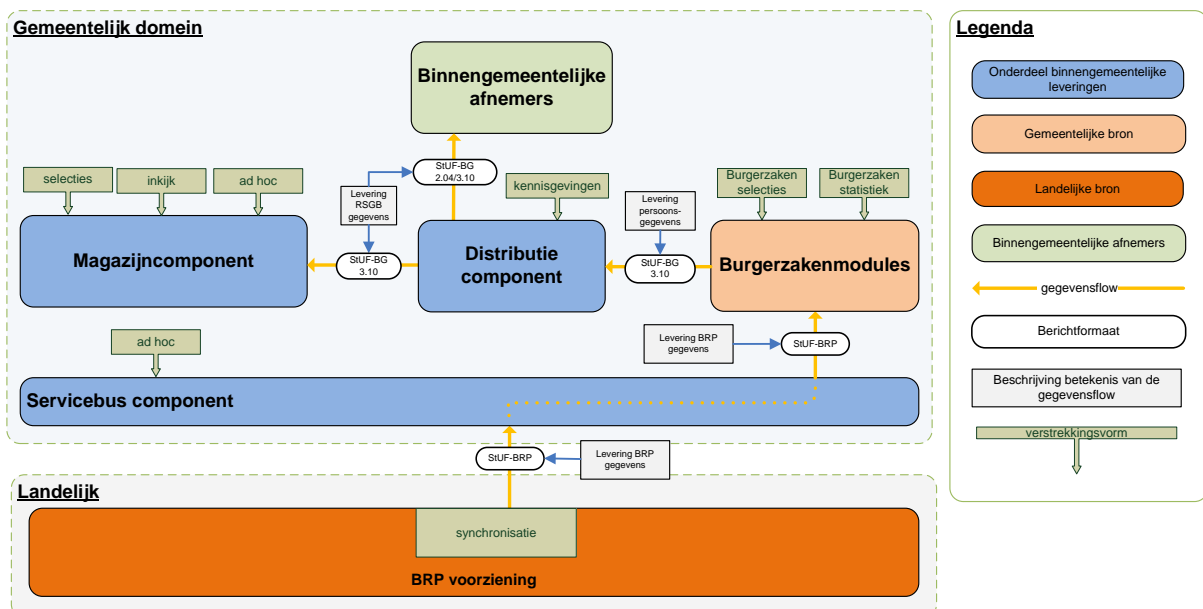 Gemeentelijk domein
Binnengemeentelijke
afnemers
StUF-BG
2.04/3.10
selecties
inkijk
ad hoc
Levering
RSGB
gegevens
kennisgevingen
Levering
persoons-
gegevens
Burgerzaken
selecties
Burgerzaken
statistiek
Magazijncomponent
StUF-BG
3.10
Distributie
component
StUF-BG
3.10
Burgerzakenmodules
ad hoc
Levering BRP
gegevens
StUF-BRP
Servicebus component
StUF-BRP
Levering BRP
gegevens
Landelijk
synchronisatie
BRP voorziening
Legenda
Onderdeel binnengemeentelijke
leveringen
Gemeentelijke bron
Landelijke bron
Binnengemeentelijke afnemers
gegevensflow
Berichtformaat
Beschrijving betekenis van de
gegevensflow
verstrekkingsvorm